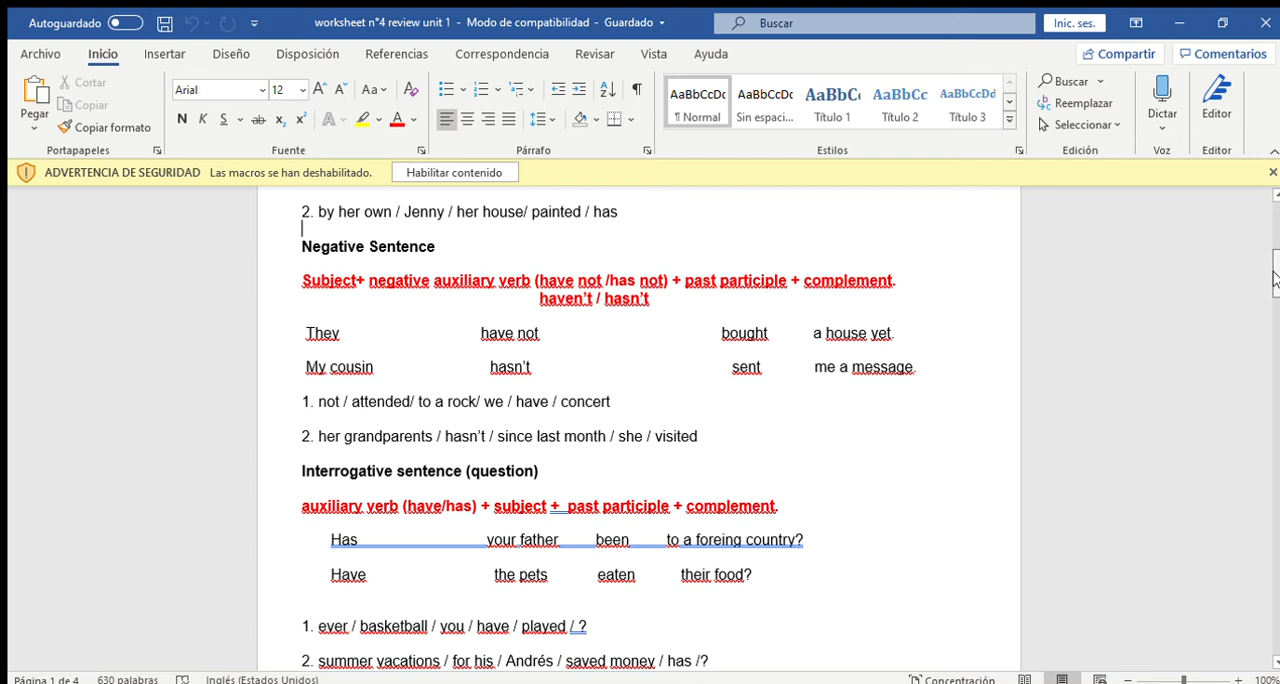 Autoguardado worksheet n°4 review unit 1 - Modo de compatibilidad - Guardado Buscar Inic. ses.
Archivo Inicio Insertar Diseño Disposición Referencias Correspondencia Revisar Vista Ayuda Compartir Comentarios
Pegar Cortar Copiar Copiar formato
Arial 12 A A Aa A
N K S ab x₂ x² A A
AaBbCcDc AaBbCcDc AaBbCc AaBbCc AaBbCcDd
¶ Normal Sin espaci... Título 1 Título 2 Título 3
Buscar Reemplazar Seleccionar
Dictar Editor
Portapapeles Fuente Párrafo Estilos Edición Voz Editor
ADVERTENCIA DE SEGURIDAD Las macros se han deshabilitado. Habilitar contenido
2. by her own / Jenny / her house/ painted / has
Negative Sentence
Subject+ negative auxiliary verb (have not /has not) + past participle + complement.
haven't / hasn't
They have not bought a house yet.
My cousin hasn't sent me a message.
1. not / attended/ to a rock/ we / have / concert
2. her grandparents / hasn't / since last month / she / visited
Interrogative sentence (question)
auxiliary verb (have/has) + subject + past participle + complement.
Has your father been to a foreing country?
Have the pets eaten their food?
1. ever / basketball / you / have / played / ?
2. summer vacations / for his / Andrés / saved money / has /?
Página 1 de 4 630 palabras Inglés (Estados Unidos) Concentración 100%